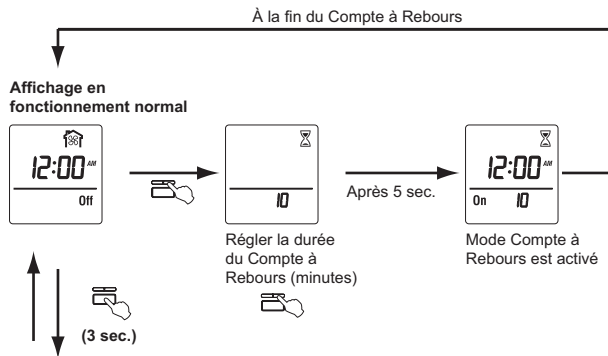 À la fin du Compte à Rebours
Affichage en
fonctionnement normal
12:00 AM
Off
10
Après 5 sec.
12:00 AM
On 10
Régler la durée
du Compte à
Rebours (minutes)
Mode Compte à
Rebours est activé
(3 sec.)